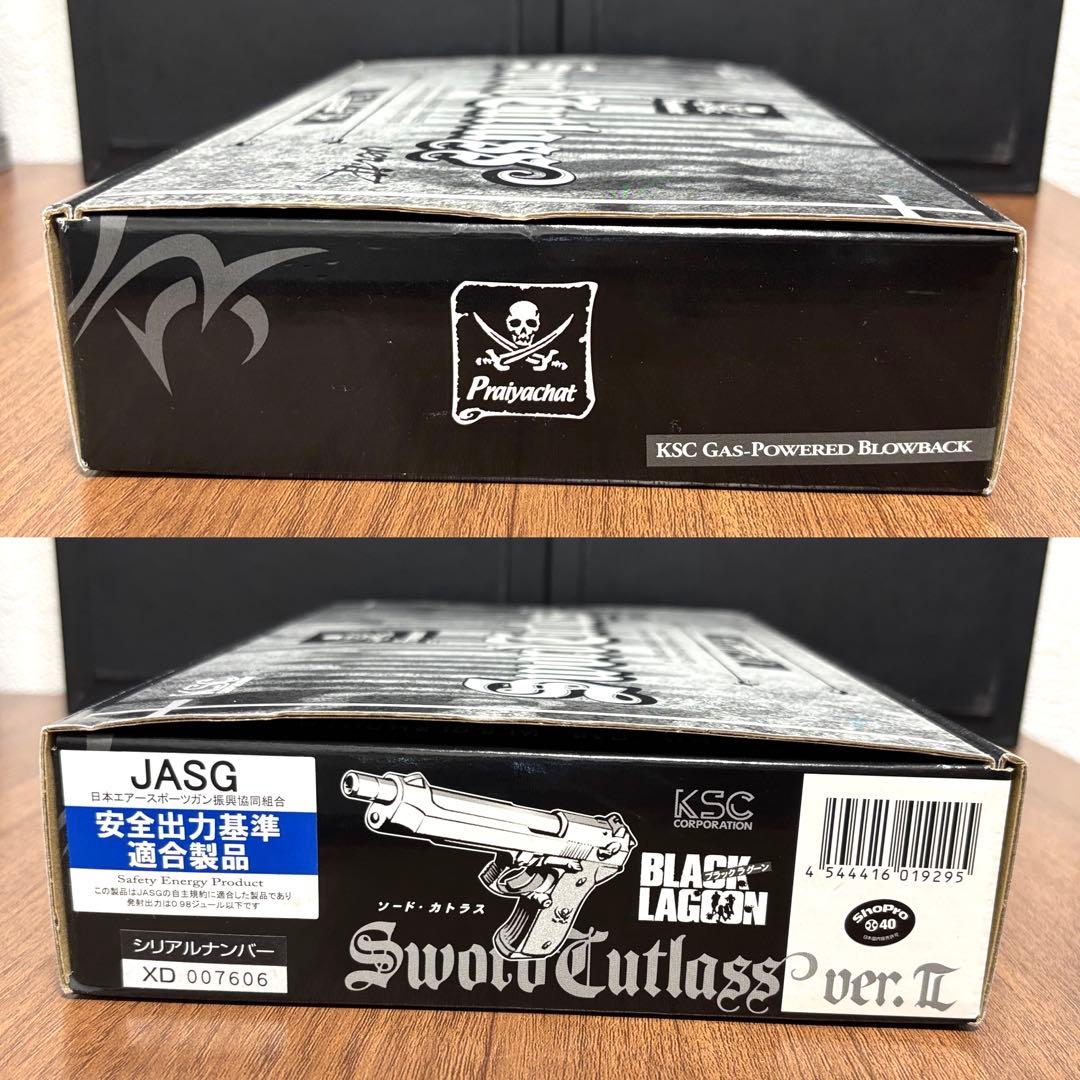 Sword Cutlass
Praiyachat
KSC GAS-POWERED BLOWBACK
Sword Cutlass
JASG
日本エアースポーツガン振興協同組合
安全出力基準
適合製品
Safety Energy Product
この製品はJASGの自主規約に適合した製品であり
発射出力は0.98ジュール以下です
シリアルナンバー
XD 007606
KSC
CORPORATION
BLACK
ブラックラグーン
LAGOON
ソード・カトラス
Sword Cutlass ver.II
4 544416 019295
ShoPro
40